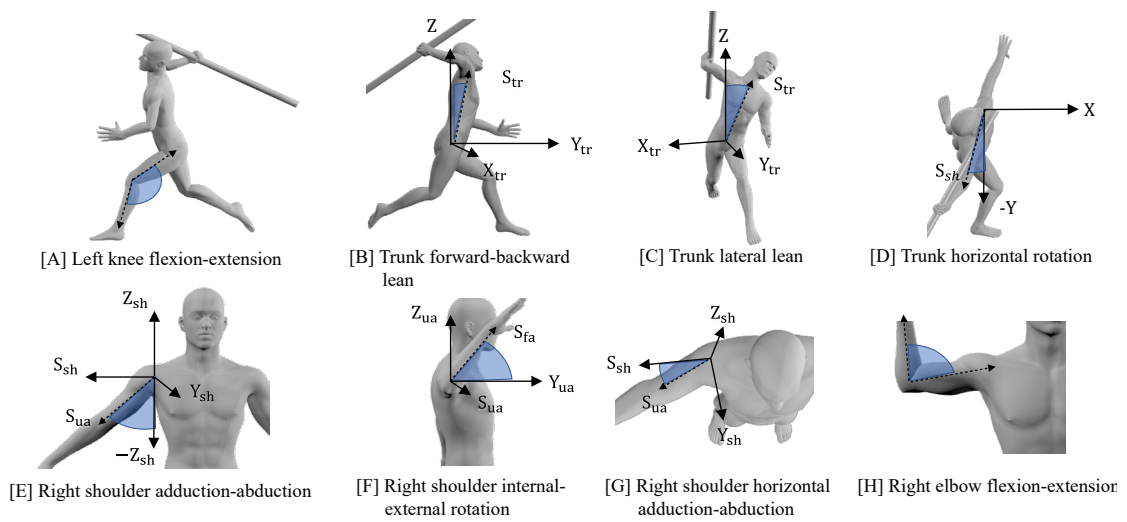 Z
S_tr
Y_tr
X_tr
Z
S_tr
X_tr
Y_tr
X
S_sh
-Y
[A] Left knee flexion-extension
[B] Trunk forward-backward
lean
[C] Trunk lateral lean
[D] Trunk horizontal rotation
Z_sh
S_sh
Y_sh
S_ua
−Z_sh
Z_ua
S_fa
Y_ua
S_ua
Z_sh
S_sh
S_ua
Y_sh
[E] Right shoulder adduction-abduction
[F] Right shoulder internal-
external rotation
[G] Right shoulder horizontal
adduction-abduction
[H] Right elbow flexion-extension